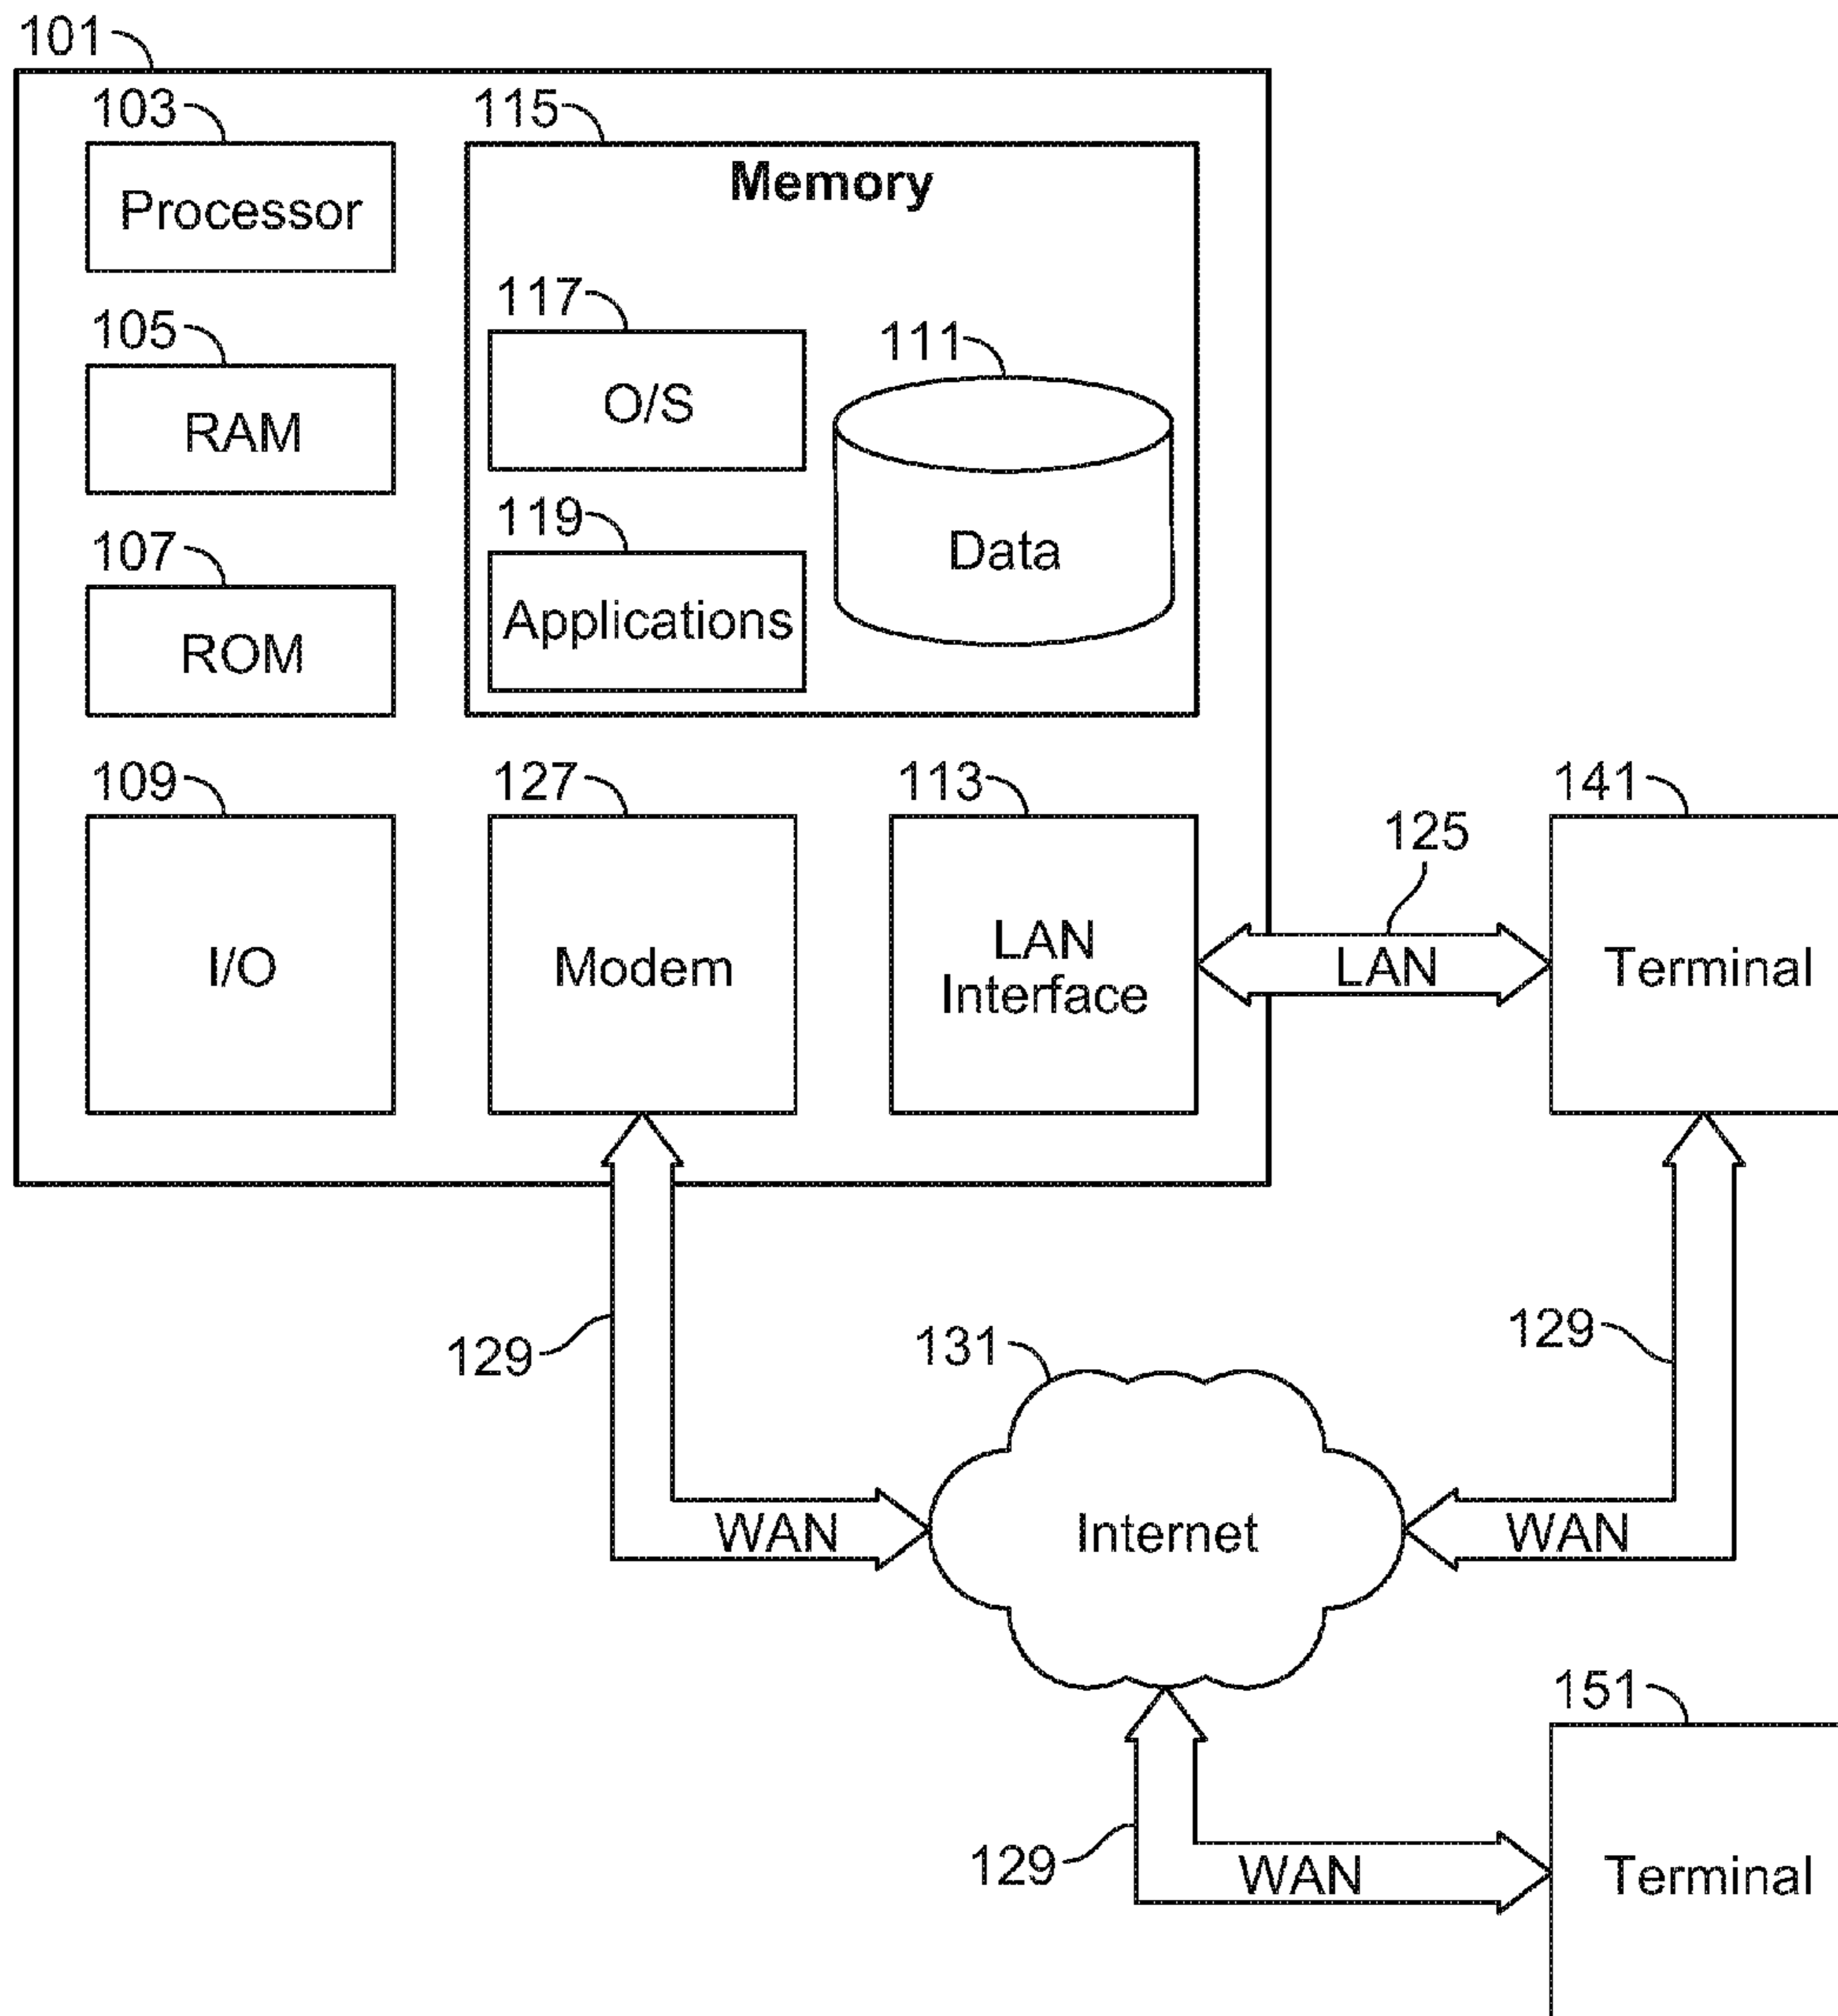 101
103
Processor
115
Memory
105
RAM
117
O/S
111
Data
107
ROM
119
Applications
109
I/O
127
Modem
113
LAN
Interface
125
LAN
141
Terminal
129
WAN
131
Internet
129
WAN
129
WAN
151
Terminal